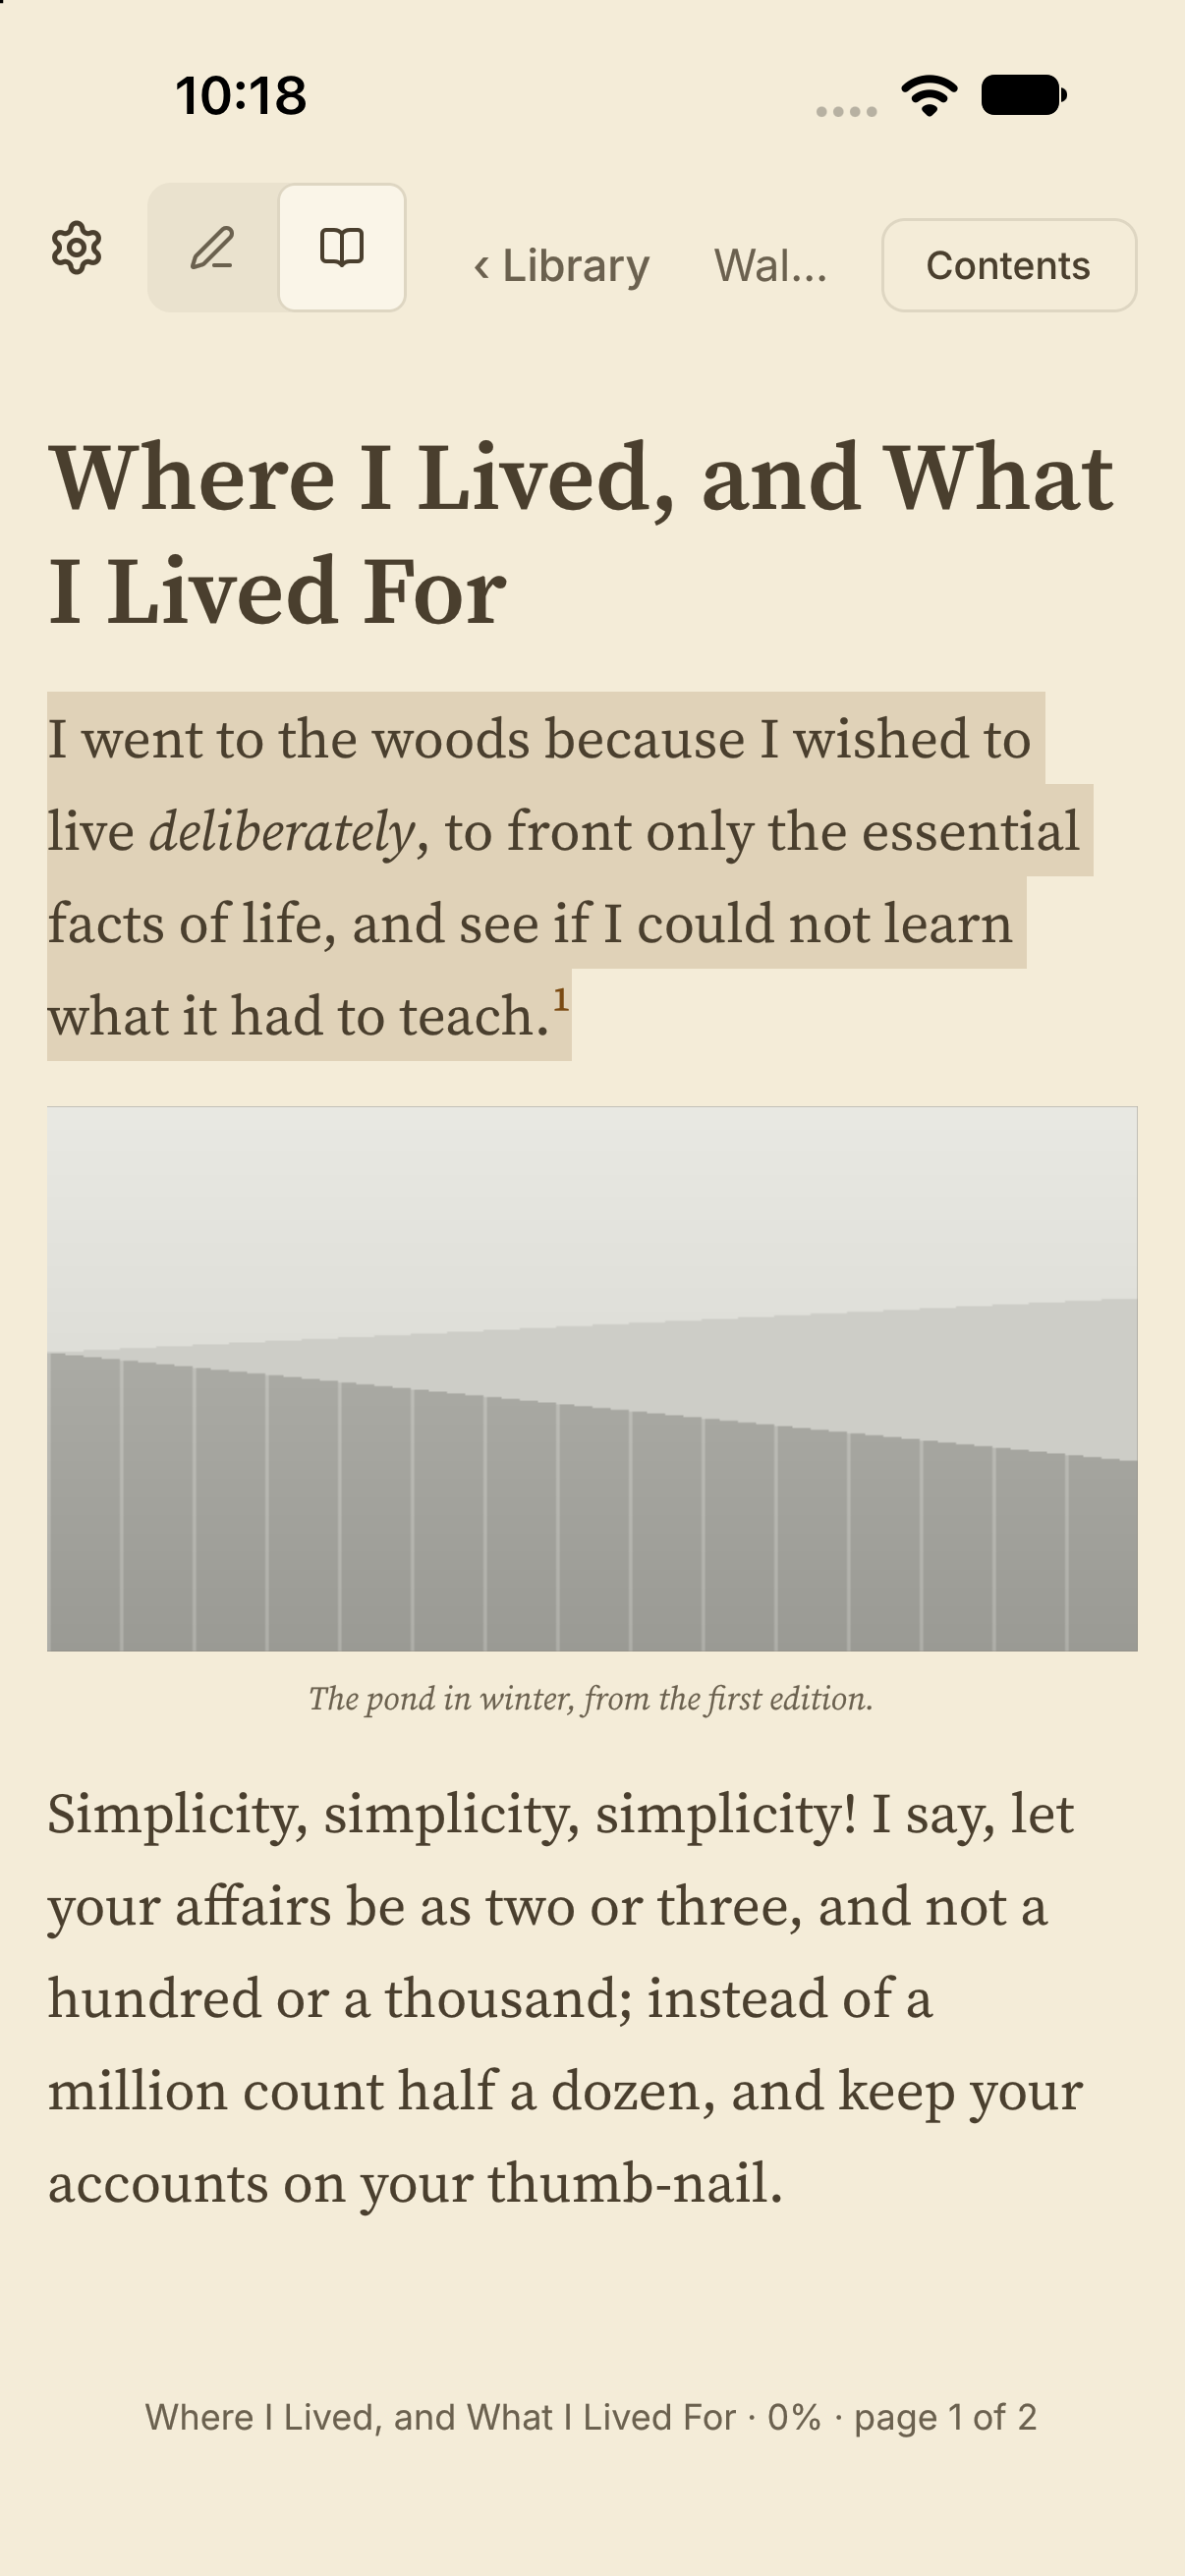 10:18
‹ Library
Wal...
Contents
Where I Lived, and What
I Lived For
I went to the woods because I wished to
live deliberately, to front only the essential
facts of life, and see if I could not learn
what it had to teach.1
The pond in winter, from the first edition.
Simplicity, simplicity, simplicity! I say, let
your affairs be as two or three, and not a
hundred or a thousand; instead of a
million count half a dozen, and keep your
accounts on your thumb-nail.
Where I Lived, and What I Lived For · 0% · page 1 of 2